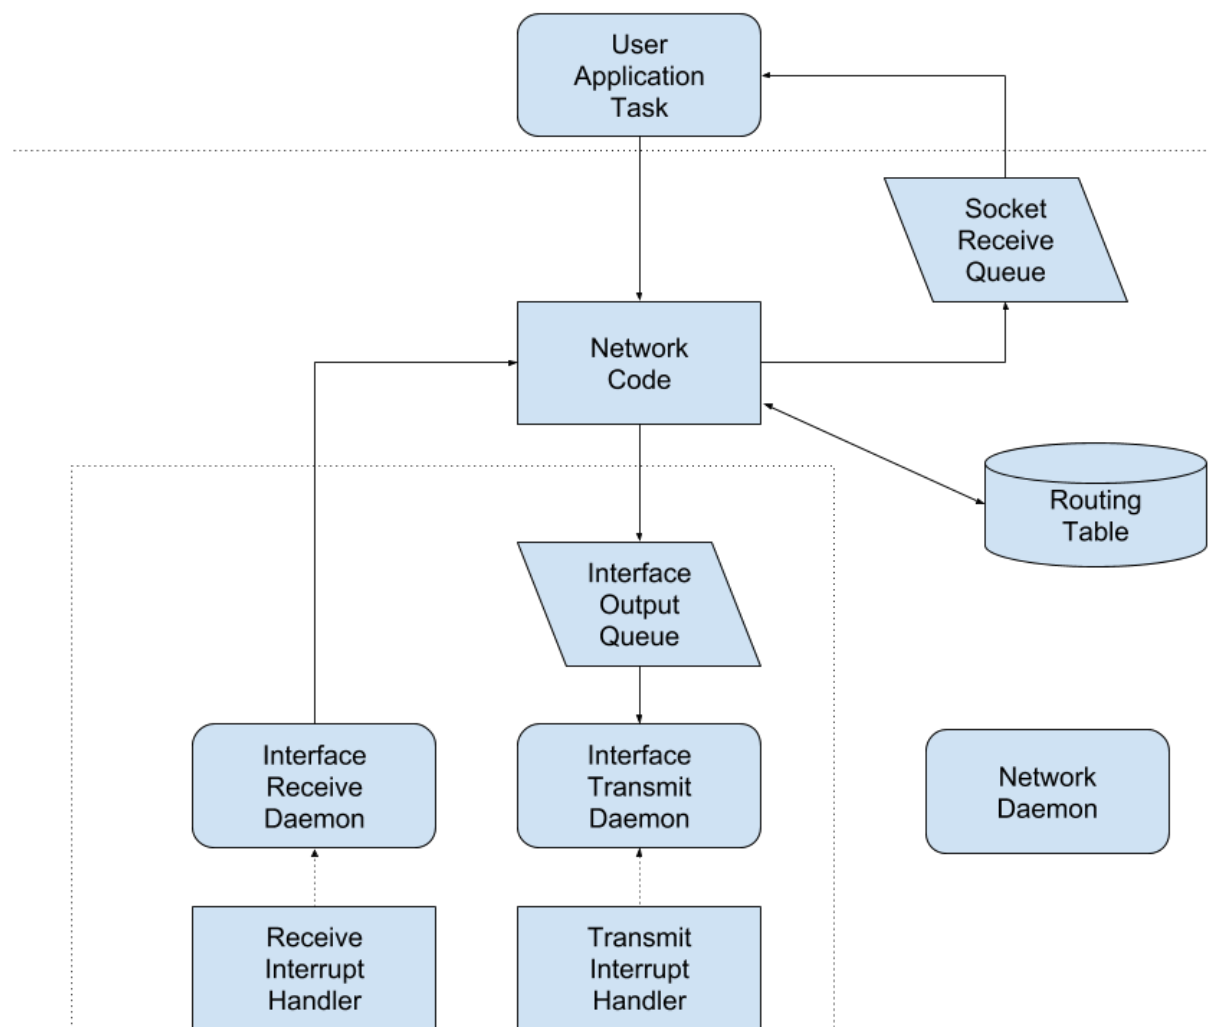 User
Application
Task
Socket
Receive
Queue
Network
Code
Routing
Table
Interface
Output
Queue
Interface
Receive
Daemon
Interface
Transmit
Daemon
Network
Daemon
Receive
Interrupt
Handler
Transmit
Interrupt
Handler